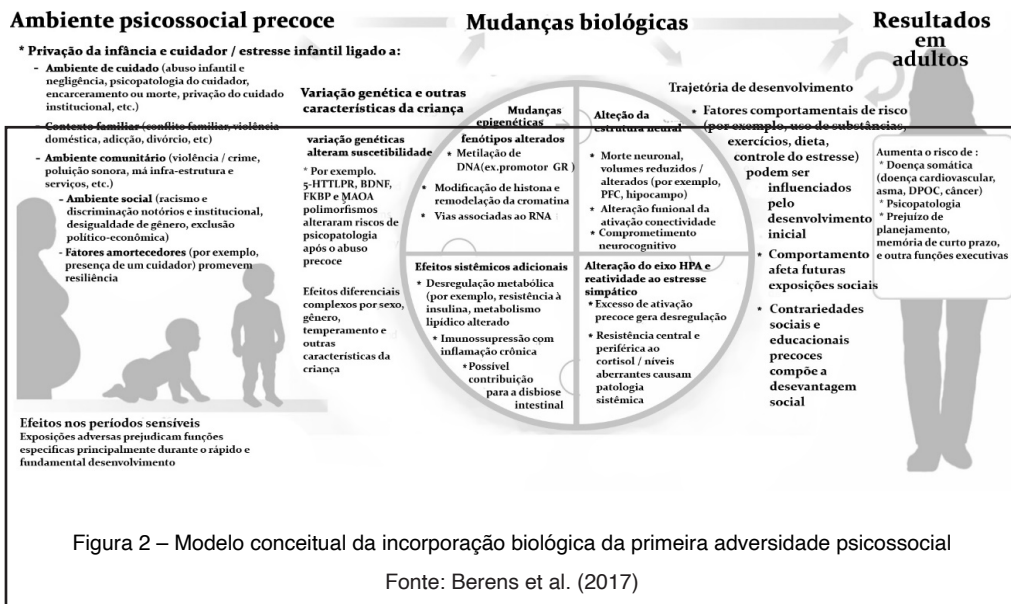 Ambiente psicossocial precoce
* Privação da infância e cuidador / estresse infantil ligado a:
- Ambiente de cuidado (abuso infantil e
negligência, psicopatologia do cuidador,
encarceramento ou morte, privação do cuidado
institucional, etc.)
- Contexto familiar (conflito familiar, violência
doméstica, adicção, divórcio, etc)
- Ambiente comunitário (violência / crime,
poluição sonora, má infra-estrutura e
serviços, etc.)
- Ambiente social (racismo e
discriminação notórios e institucional,
desigualdade de gênero, exclusão
político-econômica)
- Fatores amortecedores (por exemplo,
presença de um cuidador) promevem
resiliência
Efeitos nos períodos sensíveis
Exposições adversas prejudicam funções
especificas principalmente durante o rápido e
fundamental desenvolvimento
Mudanças biológicas
Variação genética e outras
características da criança
variação genéticas
alteram suscetibilidade
* Por exemplo.
5-HTTLPR, BDNF,
FKBP e MAOA
polimorfismos
alteraram riscos de
psicopatologia
após o abuso
precoce
Efeitos diferenciais
complexos por sexo,
gênero,
temperamento e
outras
características da
criança
Mudanças
epigenéticas
fenótipos alterados
* Metilação de
DNA(ex.promotor GR )
* Modificação de histona e
remodelação da cromatina
* Vias associadas ao RNA
Alteção da
estrutura neural
* Morte neuronal,
volumes reduzidos /
alterados (por exemplo,
PFC, hipocampo)
* Alteração funional da
ativação conectividade
* Comprometimento
neurocognitivo
Efeitos sistêmicos adicionais
* Desregulação metabólica
(por exemplo, resistência à
insulina, metabolismo
lipídico alterado
* Imunossupressão com
inflamação crônica
*Possível
contribuição
para a disbiose
intestinal
Alteração do eixo HPA e
reatividade ao estresse
simpático
*Excesso de ativação
precoce gera desregulação
* Resistência central e
periférica ao
cortisol / níveis
aberrantes causam
patologia
sistêmica
Trajetória de desenvolvimento
* Fatores comportamentais de risco
(por exemplo, uso de substâncias,
exercícios, dieta,
controle do estresse)
podem ser
influenciados
pelo
desenvolvimento
inicial
* Comportamento
afeta futuras
exposições sociais
* Contrariedades
sociais e
educacionais
precoces
compõe a
desevantagem
social
Resultados
em
adultos
Aumenta o risco de :
* Doença somática
(doença cardiovascular,
asma, DPOC, câncer)
* Psicopatologia
* Prejuízo de
planejamento,
memória de curto prazo,
e outra funções executivas
Figura 2 – Modelo conceitual da incorporação biológica da primeira adversidade psicossocial
Fonte: Berens et al. (2017)